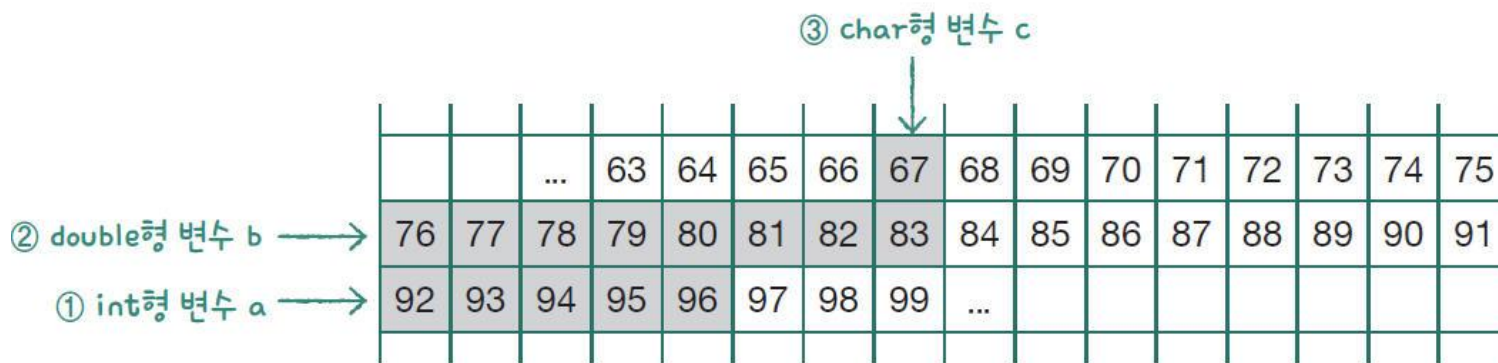 ③ char형 변수 c
... 63 64 65 66 67 68 69 70 71 72 73 74 75
② double형 변수 b 76 77 78 79 80 81 82 83 84 85 86 87 88 89 90 91
① int형 변수 a 92 93 94 95 96 97 98 99 ...